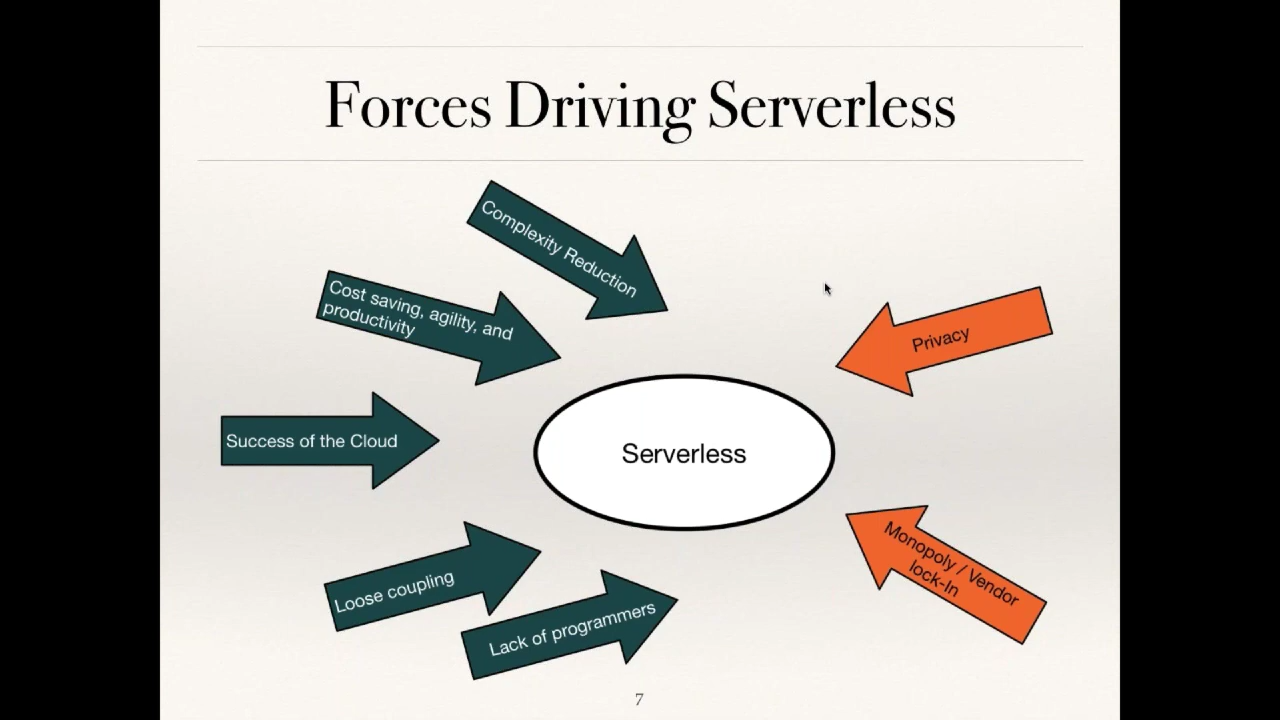 Forces Driving Serverless
Complexity Reduction
Cost saving, agility, and
productivity
Success of the Cloud
Loose coupling
Lack of programmers
Serverless
Privacy
Monopoly / Vendor
lock-In
7